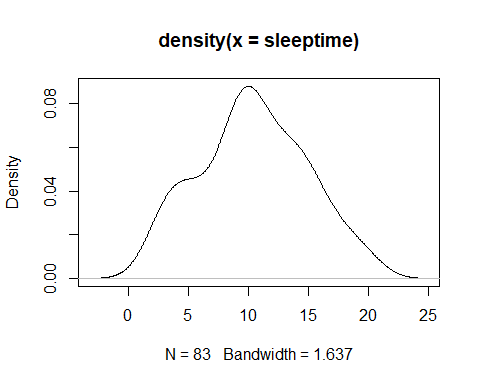 density(x = sleeptime)
Density
0.08
0.04
0.00
0 5 10 15 20 25
N = 83 Bandwidth = 1.637